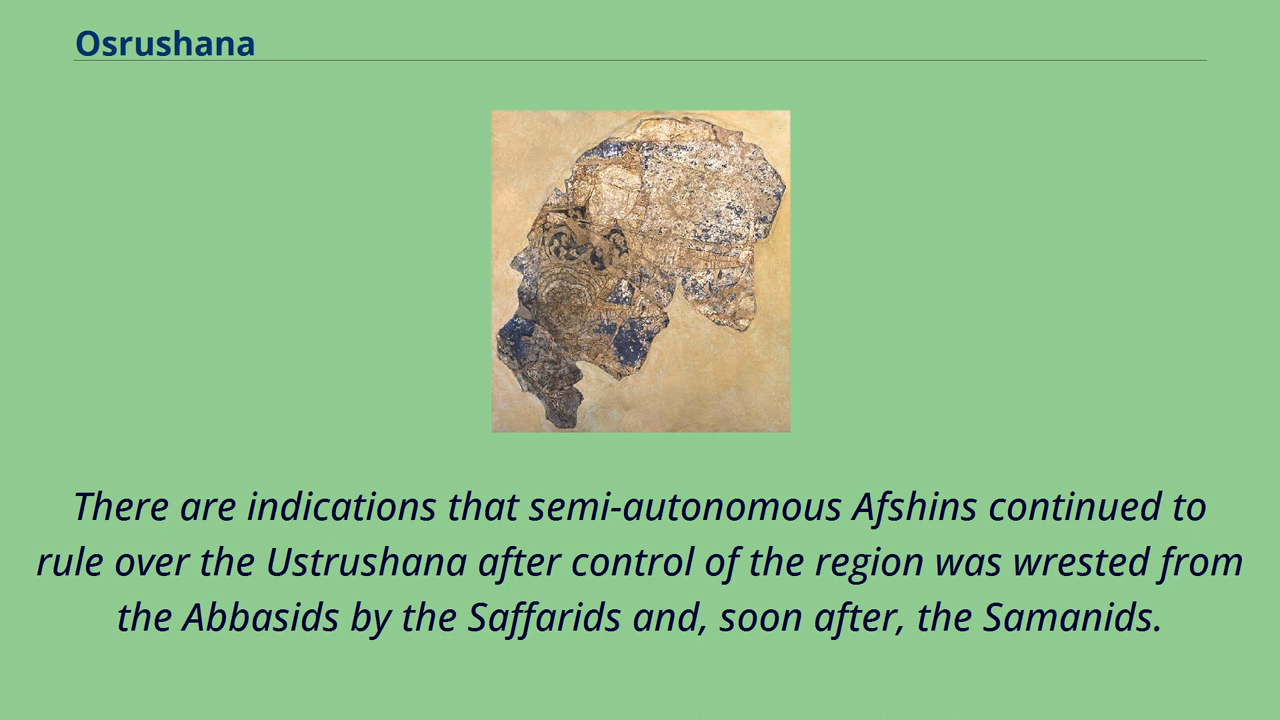 Osrushana
There are indications that semi-autonomous Afshins continued to
rule over the Ustrushana after control of the region was wrested from
the Abbasids by the Saffarids and, soon after, the Samanids.